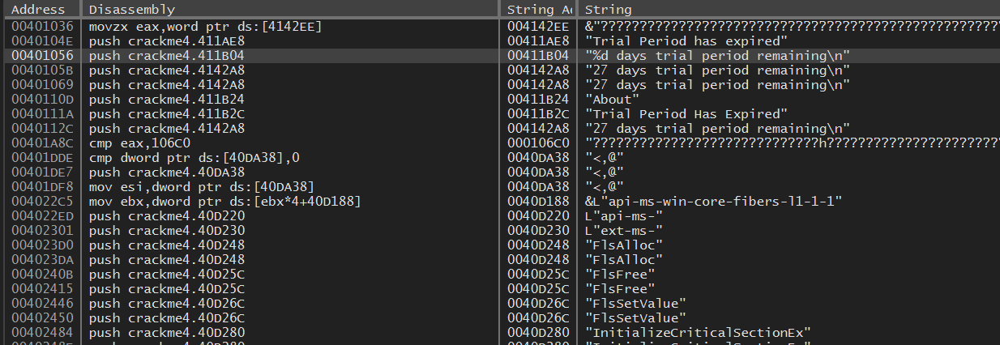 Address Disassembly String Ad String
00401036 movzx eax,word ptr ds:[4142EE] 004142EE &"???????????????????????????????????????????????????
0040104E push crackme4.411AE8 00411AE8 "Trial Period has expired"
00401056 push crackme4.411B04 00411B04 "%d days trial period remaining\n"
0040105B push crackme4.4142A8 004142A8 "27 days trial period remaining\n"
00401069 push crackme4.4142A8 004142A8 "27 days trial period remaining\n"
0040110D push crackme4.411B24 00411B24 "About"
0040111A push crackme4.411B2C 00411B2C "Trial Period Has Expired"
0040112C push crackme4.4142A8 004142A8 "27 days trial period remaining\n"
00401A8C cmp eax,106C0 000106C0 "?????????????????????????????h??????????????????????
00401DDE cmp dword ptr ds:[40DA38],0 0040DA38 "<,@"
00401DE7 push crackme4.40DA38 0040DA38 "<,@"
00401DF8 mov esi,dword ptr ds:[40DA38] 0040DA38 "<,@"
004022C5 mov ebx,dword ptr ds:[ebx*4+40D188] 0040D188 &L"api-ms-win-core-fibers-l1-1-1"
004022ED push crackme4.40D220 0040D220 L"api-ms-"
00402301 push crackme4.40D230 0040D230 L"ext-ms-"
004023D0 push crackme4.40D248 0040D248 "FlsAlloc"
004023DA push crackme4.40D248 0040D248 "FlsAlloc"
0040240B push crackme4.40D25C 0040D25C "FlsFree"
00402415 push crackme4.40D25C 0040D25C "FlsFree"
00402446 push crackme4.40D26C 0040D26C "FlsSetValue"
00402450 push crackme4.40D26C 0040D26C "FlsSetValue"
00402484 push crackme4.40D280 0040D280 "InitializeCriticalSectionEx"